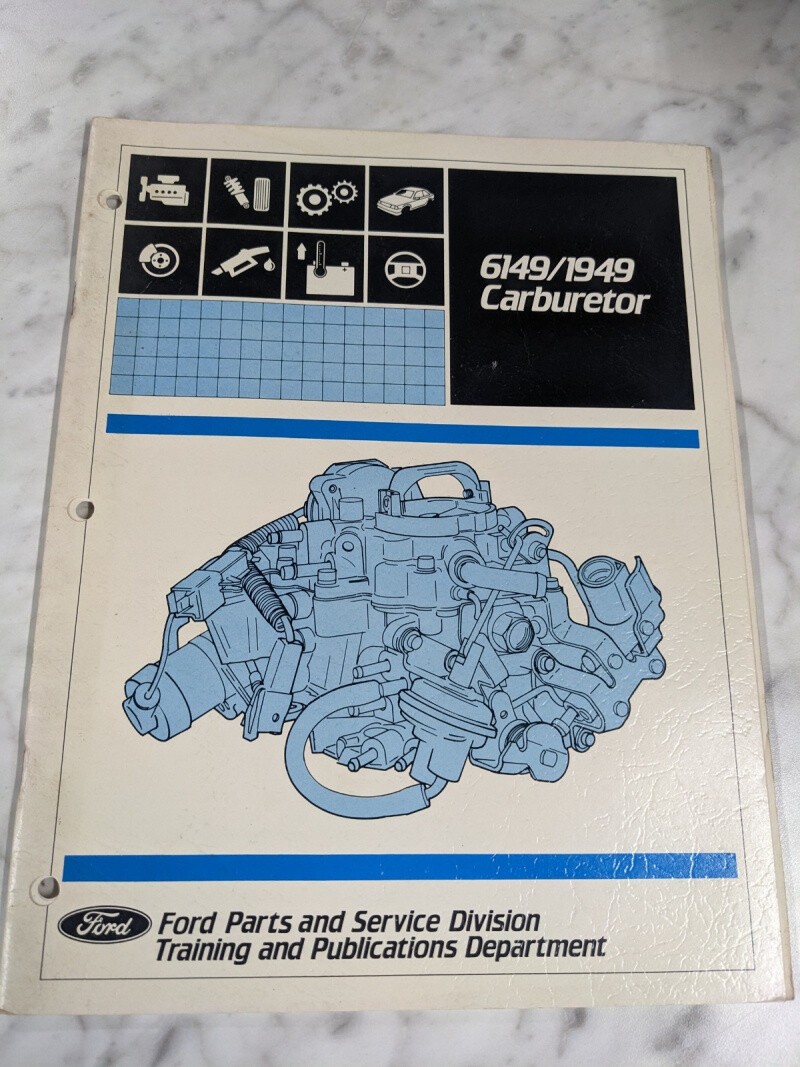 6149/1949
Carburetor
Ford
Ford Parts and Service Division
Training and Publications Department